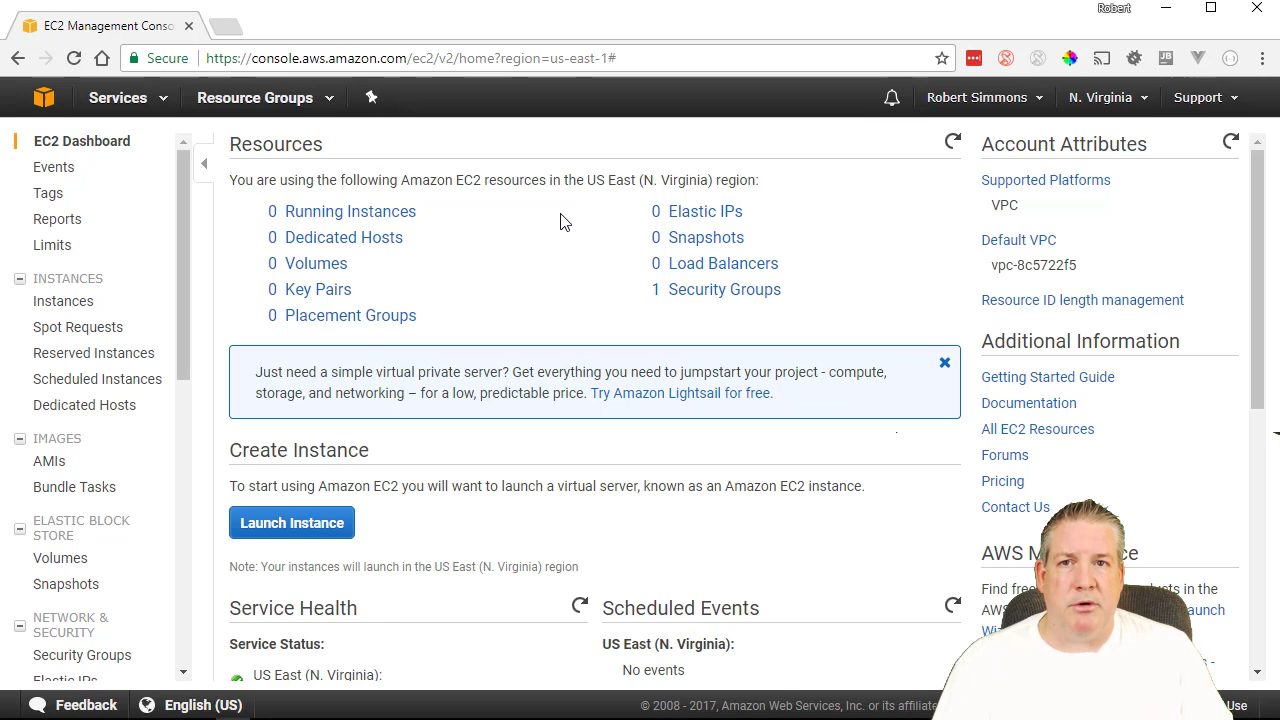 Robert
EC2 Management Conso
Secure
https://console.aws.amazon.com/ec2/v2/home?region=us-east-1#
Services
Resource Groups
Robert Simmons
N. Virginia
Support
EC2 Dashboard
Events
Tags
Reports
Limits
INSTANCES
Instances
Spot Requests
Reserved Instances
Scheduled Instances
Dedicated Hosts
IMAGES
AMIs
Bundle Tasks
ELASTIC BLOCK
STORE
Volumes
Snapshots
NETWORK &
SECURITY
Security Groups
Elastic IPs
Resources
You are using the following Amazon EC2 resources in the US East (N. Virginia) region:
0 Running Instances
0 Elastic IPs
0 Dedicated Hosts
0 Snapshots
0 Volumes
0 Load Balancers
0 Key Pairs
1 Security Groups
0 Placement Groups
Just need a simple virtual private server? Get everything you need to jumpstart your project - compute,
storage, and networking – for a low, predictable price. Try Amazon Lightsail for free.
Create Instance
To start using Amazon EC2 you will want to launch a virtual server, known as an Amazon EC2 instance.
Launch Instance
Note: Your instances will launch in the US East (N. Virginia) region
Service Health
Service Status:
US East (N. Virginia):
Scheduled Events
US East (N. Virginia):
No events
Account Attributes
Supported Platforms
VPC
Default VPC
vpc-8c5722f5
Resource ID length management
Additional Information
Getting Started Guide
Documentation
All EC2 Resources
Forums
Pricing
Contact Us
AWS
Find
in the
AWS
Feedback
English (US)
© 2008 - 2017, Amazon Web Services, Inc. or its affiliate
Use